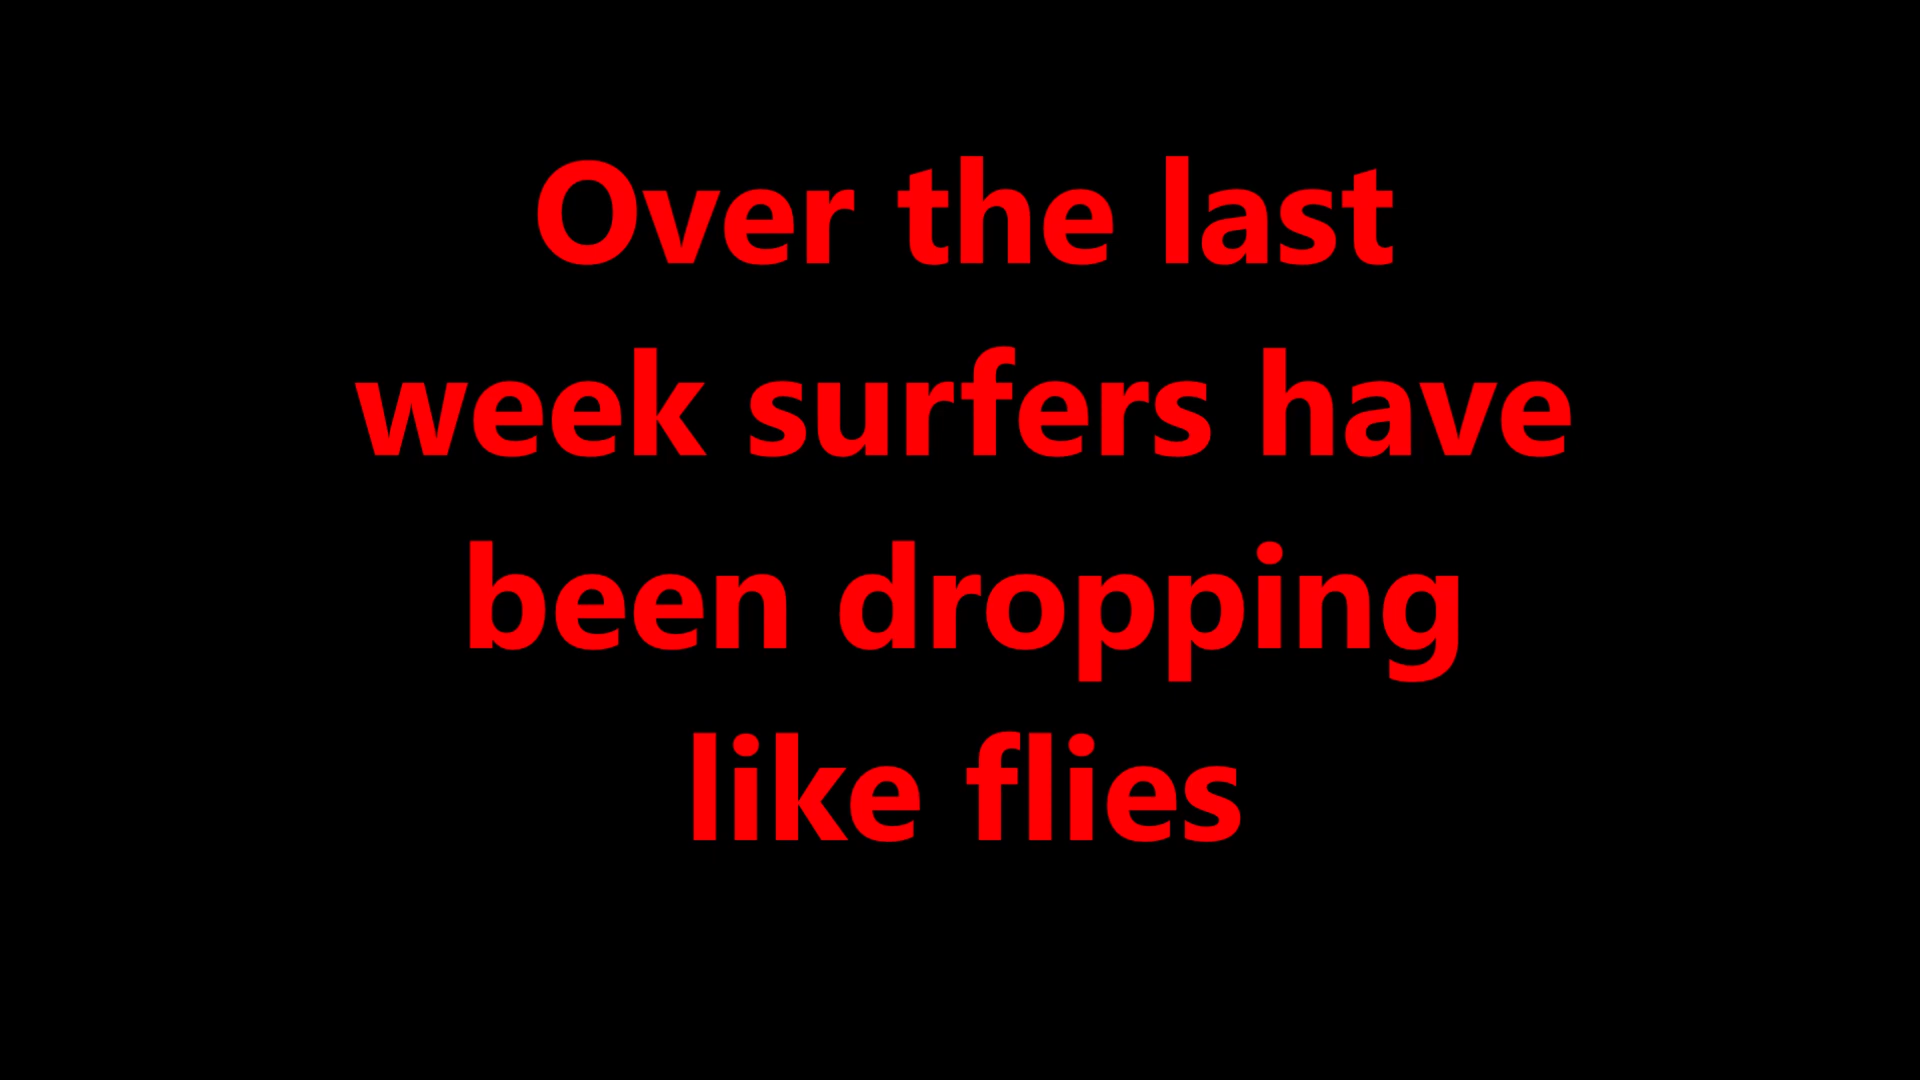 Over the last
week surfers have
been dropping
like flies